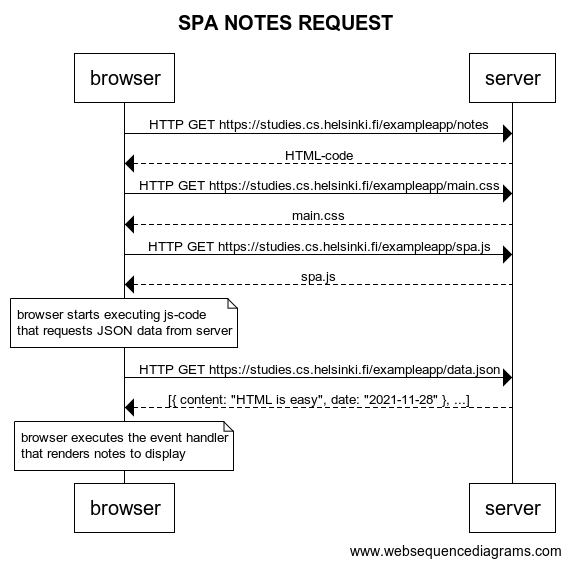 SPA NOTES REQUEST
browser
server
HTTP GET https://studies.cs.helsinki.fi/exampleapp/notes
HTML-code
HTTP GET https://studies.cs.helsinki.fi/exampleapp/main.css
main.css
HTTP GET https://studies.cs.helsinki.fi/exampleapp/spa.js
spa.js
browser starts executing js-code
that requests JSON data from server
HTTP GET https://studies.cs.helsinki.fi/exampleapp/data.json
[{ content: "HTML is easy", date: "2021-11-28" }, ...]
browser executes the event handler
that renders notes to display
browser
server
www.websequencediagrams.com